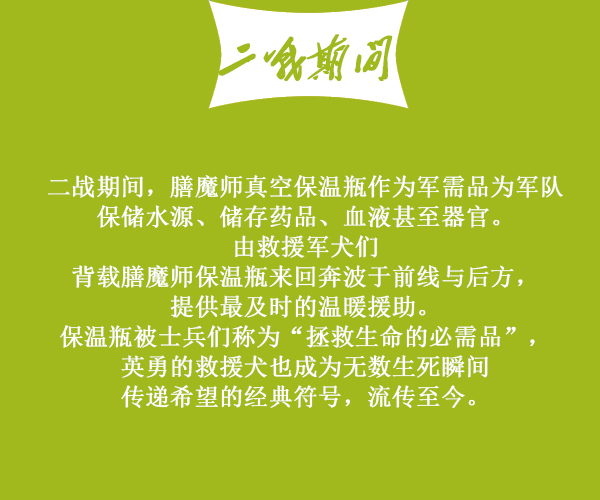 二哦期间
二战期间，膳魔师真空保温瓶作为军需品为军队
保储水源、储存药品、血液甚至器官。
由救援军犬们
背载膳魔师保温瓶来回奔波于前线与后方，
提供最及时的温暖援助。
保温瓶被士兵们称为“拯救生命的必需品”，
英勇的救援犬也成为无数生死瞬间
传递希望的经典符号，流传至今。